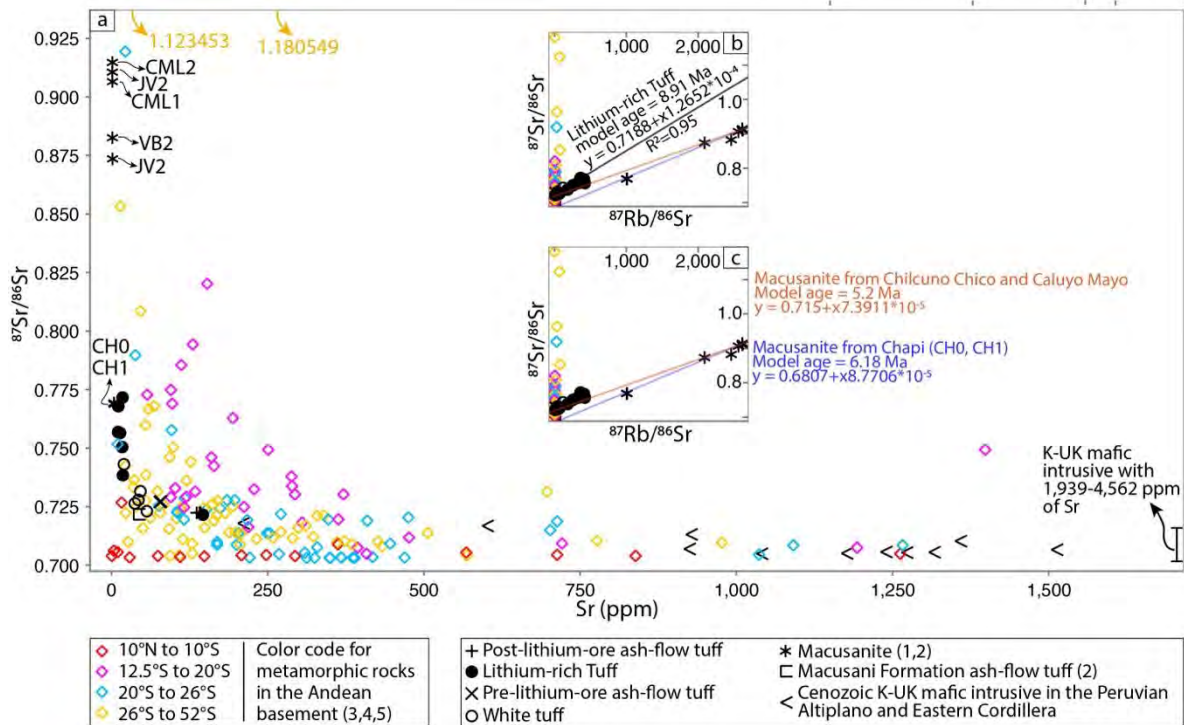 a
1.123453
1.180549
0.925
0.900
0.875
0.850
0.825
0.800
0.775
0.750
0.725
0.700
⁸⁷Sr/⁸⁶Sr
CML2
JV2
CML1
VB2
JV2
CH0
CH1
0
250
500
750
1,000
1,250
1,500
Sr (ppm)
b
1,000
2,000
1.0
0.8
⁸⁷Sr/⁸⁶Sr
⁸⁷Rb/⁸⁶Sr
Lithium-rich Tuff
model age = 8.91 Ma
y = 0.7188+x1.2652*10⁻⁴
R²=0.95
c
1,000
2,000
1.0
0.8
⁸⁷Sr/⁸⁶Sr
⁸⁷Rb/⁸⁶Sr
Macusanite from Chilcuno Chico and Caluyo Mayo
Model age = 5.2 Ma
y = 0.715+x7.3911*10⁻⁵
Macusanite from Chapi (CH0, CH1)
Model age = 6.18 Ma
y = 0.6807+x8.7706*10⁻⁵
K-UK mafic
intrusive with
1,939-4,562 ppm
of Sr
10°N to 10°S
12.5°S to 20°S
20°S to 26°S
26°S to 52°S
Color code for
metamorphic rocks
in the Andean
basement (3,4,5)
Post-lithium-ore ash-flow tuff
Lithium-rich Tuff
Pre-lithium-ore ash-flow tuff
White tuff
Macusanite (1,2)
Macusani Formation ash-flow tuff (2)
Cenozoic K-UK mafic intrusive in the Peruvian
Altiplano and Eastern Cordillera